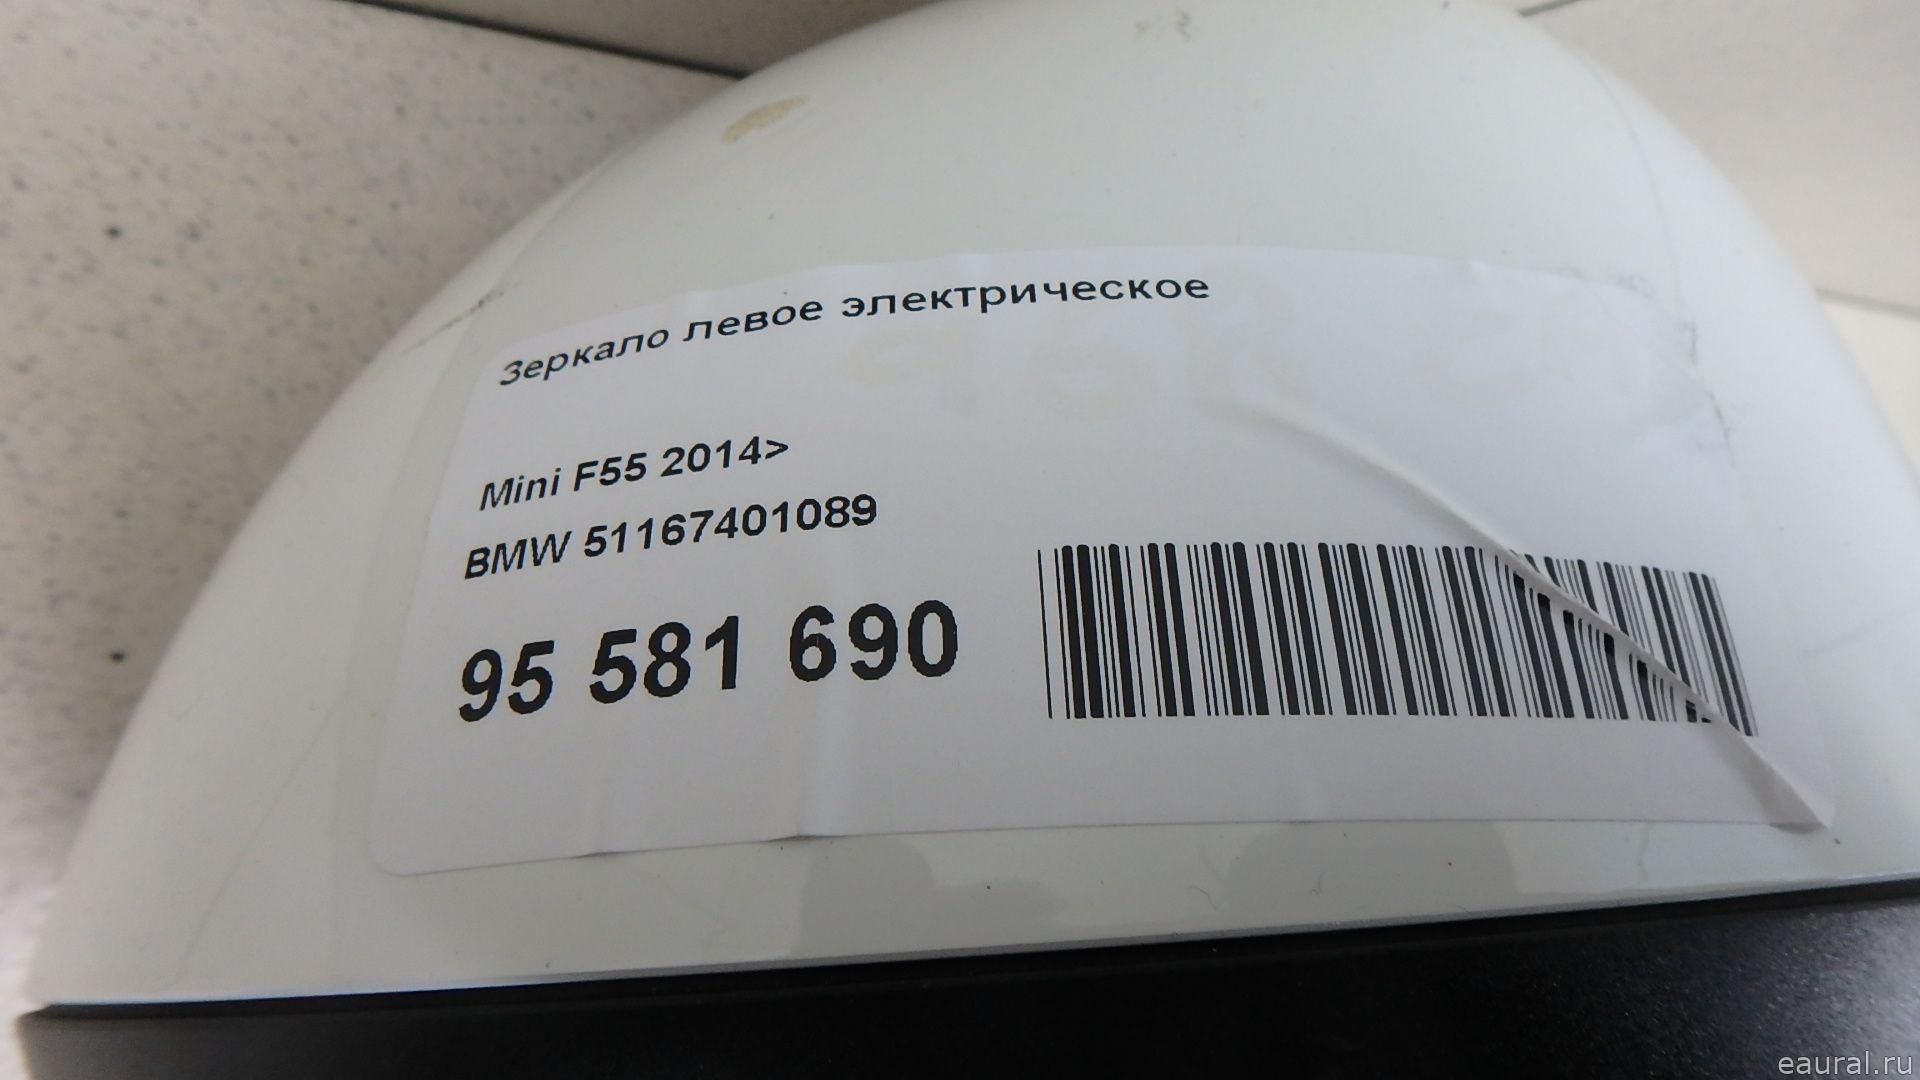 Зеркало левое электрическое
Mini F55 2014>
BMW 51167401089
95 581 690
eaural.ru